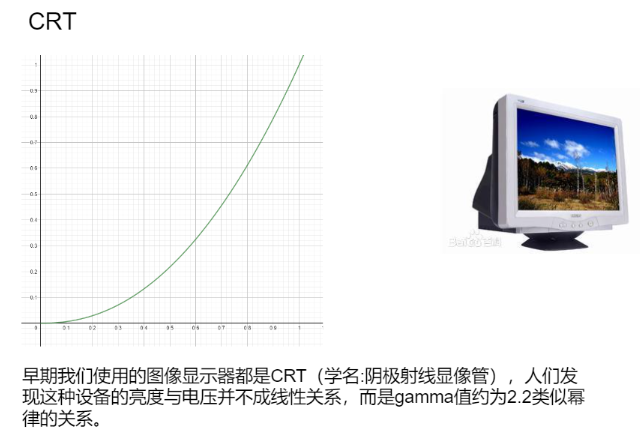 CRT
1
0.9
0.8
0.7
0.6
0.5
0.4
0.3
0.2
0.1
0 0.1 0.2 0.3 0.4 0.5 0.6 0.7 0.8 0.9 1
Baidu百科
早期我们使用的图像显示器都是CRT（学名:阴极射线显像管），人们发
现这种设备的亮度与电压并不成线性关系，而是gamma值约为2.2类似幂
律的关系。